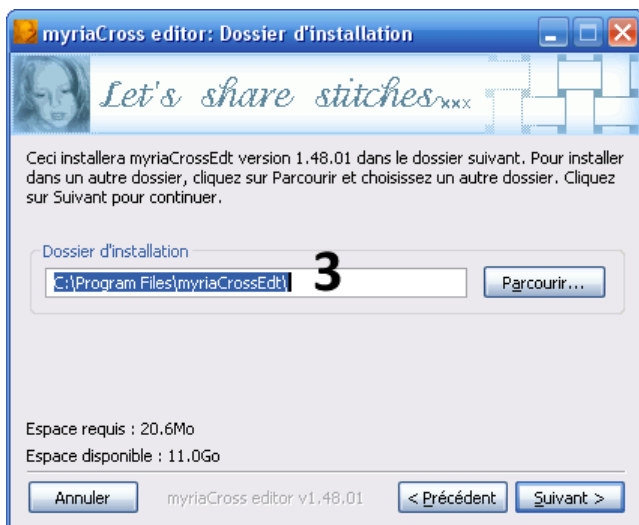 myriaCross editor: Dossier d'installation
Let's share stitches xxx
Ceci installera myriaCrossEdt version 1.48.01 dans le dossier suivant. Pour installer
dans un autre dossier, cliquez sur Parcourir et choisissez un autre dossier. Cliquez
sur Suivant pour continuer.
Dossier d'installation
C:\Program Files\myriaCrossEdt\ 3 Parcourir...
Espace requis : 20.6Mo
Espace disponible : 11.0Go
Annuler myriaCross editor v1.48.01 < Précédent Suivant >